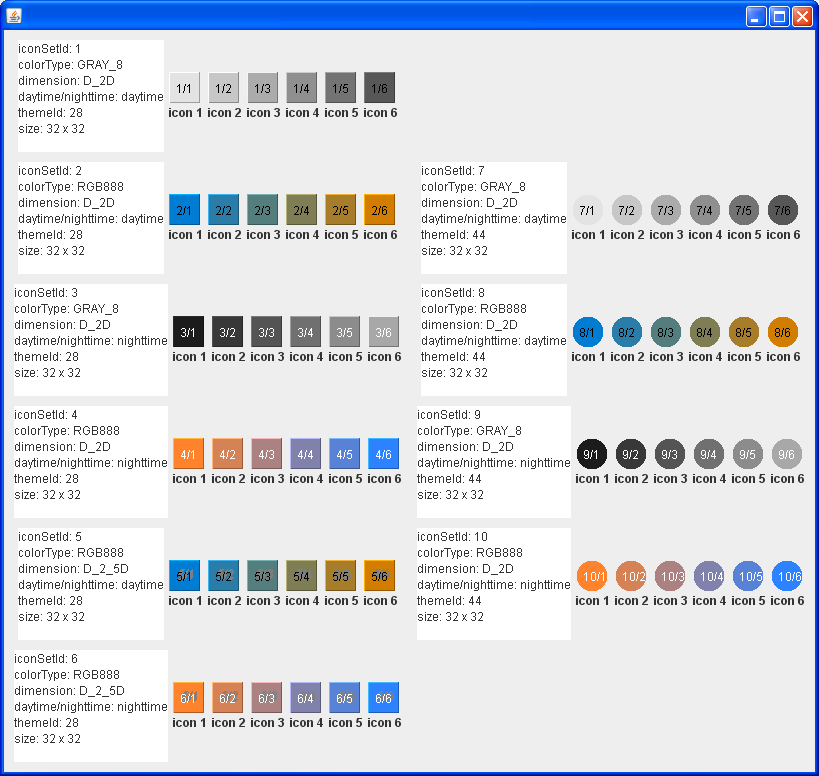 iconSetId: 1
colorType: GRAY_8
dimension: D_2D
daytime/nighttime: daytime
themeId: 28
size: 32 x 32
1/1 1/2 1/3 1/4 1/5 1/6
icon 1 icon 2 icon 3 icon 4 icon 5 icon 6
iconSetId: 2
colorType: RGB888
dimension: D_2D
daytime/nighttime: daytime
themeId: 28
size: 32 x 32
2/1 2/2 2/3 2/4 2/5 2/6
icon 1 icon 2 icon 3 icon 4 icon 5 icon 6
iconSetId: 3
colorType: GRAY_8
dimension: D_2D
daytime/nighttime: nighttime
themeId: 28
size: 32 x 32
3/1 3/2 3/3 3/4 3/5 3/6
icon 1 icon 2 icon 3 icon 4 icon 5 icon 6
iconSetId: 4
colorType: RGB888
dimension: D_2D
daytime/nighttime: nighttime
themeId: 28
size: 32 x 32
4/1 4/2 4/3 4/4 4/5 4/6
icon 1 icon 2 icon 3 icon 4 icon 5 icon 6
iconSetId: 5
colorType: RGB888
dimension: D_2_5D
daytime/nighttime: daytime
themeId: 28
size: 32 x 32
5/1 5/2 5/3 5/4 5/5 5/6
icon 1 icon 2 icon 3 icon 4 icon 5 icon 6
iconSetId: 6
colorType: RGB888
dimension: D_2_5D
daytime/nighttime: nighttime
themeId: 28
size: 32 x 32
6/1 6/2 6/3 6/4 6/5 6/6
icon 1 icon 2 icon 3 icon 4 icon 5 icon 6
iconSetId: 7
colorType: GRAY_8
dimension: D_2D
daytime/nighttime: daytime
themeId: 44
size: 32 x 32
7/1 7/2 7/3 7/4 7/5 7/6
icon 1 icon 2 icon 3 icon 4 icon 5 icon 6
iconSetId: 8
colorType: RGB888
dimension: D_2D
daytime/nighttime: daytime
themeId: 44
size: 32 x 32
8/1 8/2 8/3 8/4 8/5 8/6
icon 1 icon 2 icon 3 icon 4 icon 5 icon 6
iconSetId: 9
colorType: GRAY_8
dimension: D_2D
daytime/nighttime: nighttime
themeId: 44
size: 32 x 32
9/1 9/2 9/3 9/4 9/5 9/6
icon 1 icon 2 icon 3 icon 4 icon 5 icon 6
iconSetId: 10
colorType: RGB888
dimension: D_2D
daytime/nighttime: nighttime
themeId: 44
size: 32 x 32
10/1 10/2 10/3 10/4 10/5 10/6
icon 1 icon 2 icon 3 icon 4 icon 5 icon 6